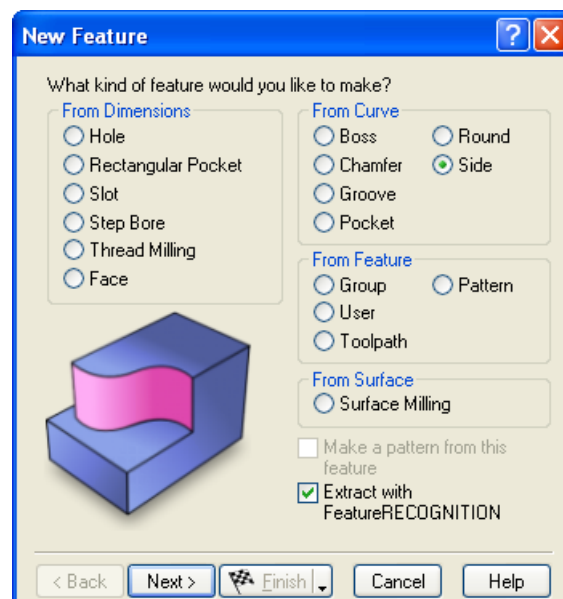 New Feature
?
What kind of feature would you like to make?
From Dimensions
Hole
Rectangular Pocket
Slot
Step Bore
Thread Milling
Face
From Curve
Boss
Round
Chamfer
Side
Groove
Pocket
From Feature
Group
Pattern
User
Toolpath
From Surface
Surface Milling
Make a pattern from this
feature
Extract with
FeatureRECOGNITION
< Back
Next >
Finish
Cancel
Help